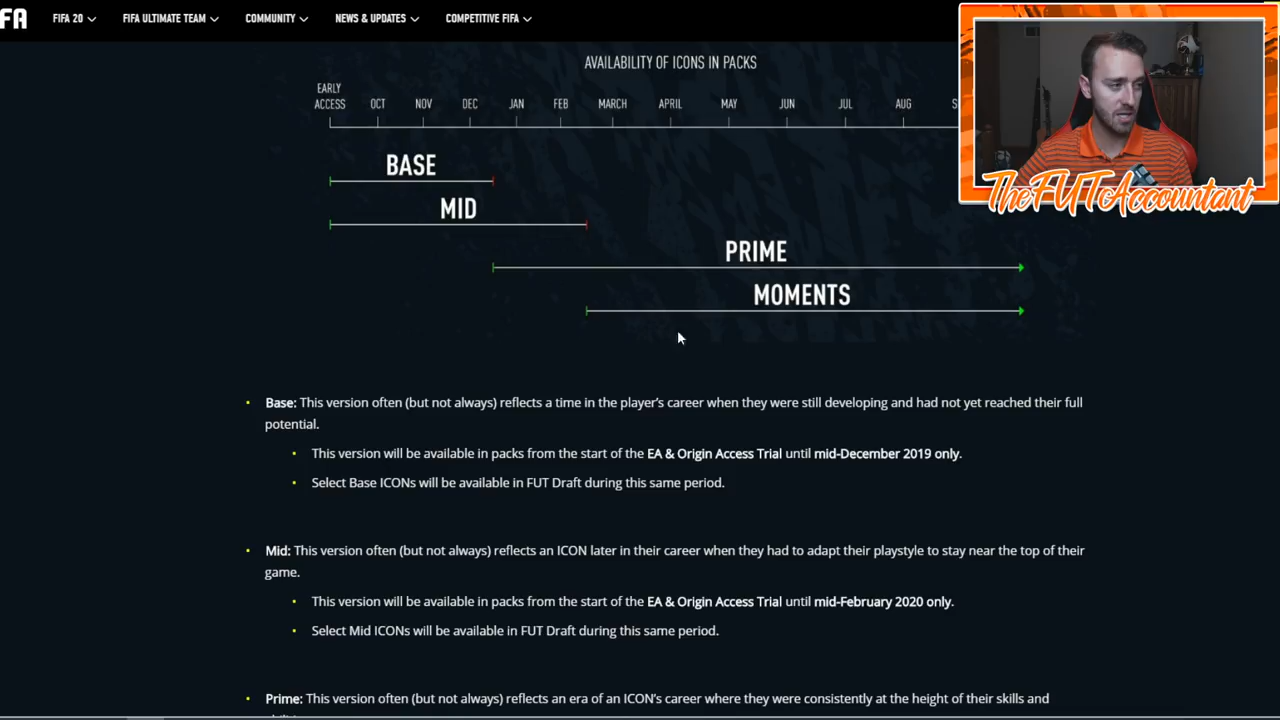 FA
FIFA 20
FIFA ULTIMATE TEAM
COMMUNITY
NEWS & UPDATES
COMPETITIVE FIFA
AVAILABILITY OF ICONS IN PACKS
EARLY
ACCESS
OCT
NOV
DEC
JAN
FEB
MARCH
APRIL
MAY
JUN
JUL
AUG
S
TheFUTAccountant
BASE
MID
PRIME
MOMENTS
• Base: This version often (but not always) reflects a time in the player's career when they were still developing and had not yet reached their full
potential.
• This version will be available in packs from the start of the EA & Origin Access Trial until mid-December 2019 only.
• Select Base ICONs will be available in FUT Draft during this same period.
• Mid: This version often (but not always) reflects an ICON later in their career when they had to adapt their playstyle to stay near the top of their
game.
• This version will be available in packs from the start of the EA & Origin Access Trial until mid-February 2020 only.
• Select Mid ICONs will be available in FUT Draft during this same period.
• Prime: This version often (but not always) reflects an era of an ICON's career where they were consistently at the height of their skills and